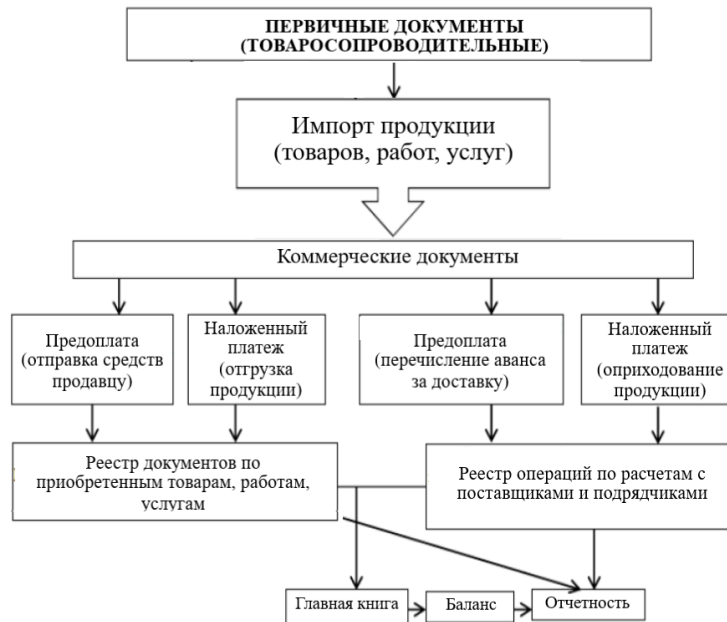 ПЕРВИЧНЫЕ ДОКУМЕНТЫ
(ТОВАРОСОПРОВОДИТЕЛЬНЫЕ)
Импорт продукции
(товаров, работ, услуг)
Коммерческие документы
Предоплата
(отправка средств
продавцу)
Наложенный
платеж
(отгрузка
продукции)
Предоплата
(перечисление аванса
за доставку)
Наложенный
платеж
(оприходование
продукции)
Реестр документов по
приобретенным товарам, работам,
услугам
Реестр операций по расчетам с
поставщиками и подрядчиками
Главная книга
Баланс
Отчетность